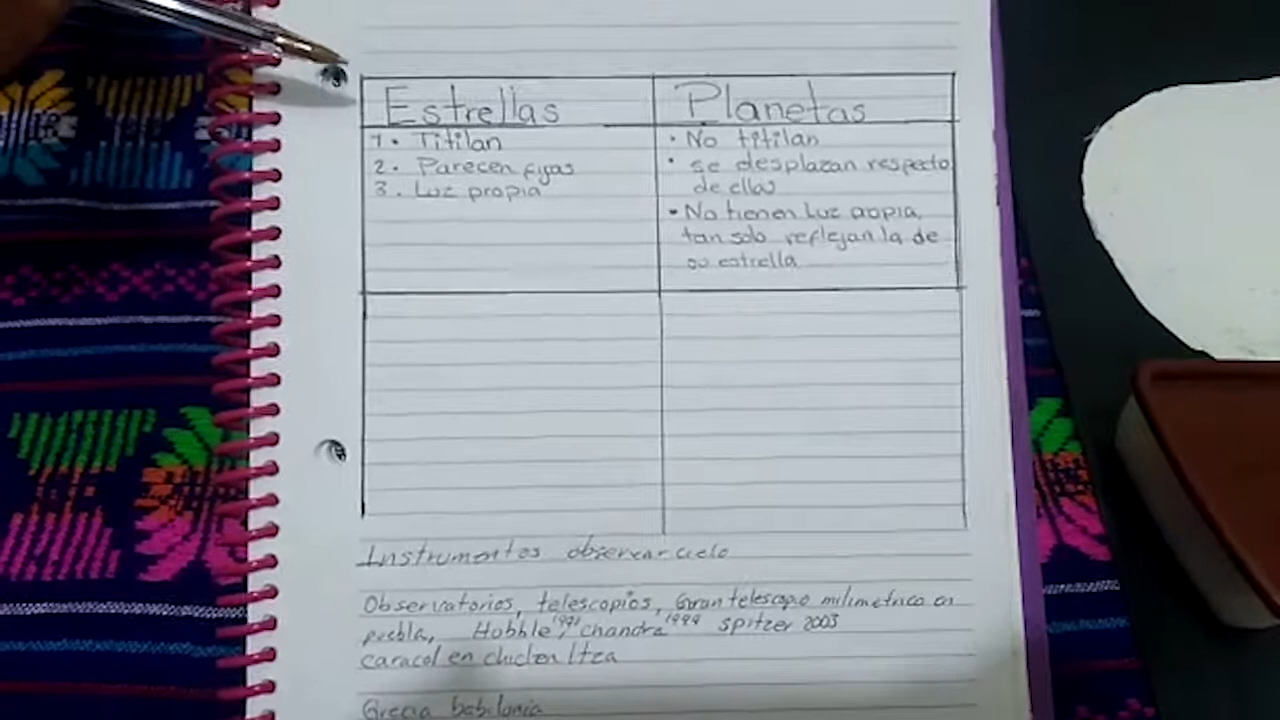 Estrellas
1. Titilan
2. Parecen fijas
3. Luz propia
Planetas
• No titilan
• se desplazan respecto
de ellas
• No tienen Luz propia,
tan solo reflejan la de
su estrella
Instrumentos observar cielo
Observatorios, telescopios, Gran telescopio milimetrico en
puebla, Hobble, 1991 chandra 1999 spitzer 2003
caracol en chichen Itza
Grecia babilonia